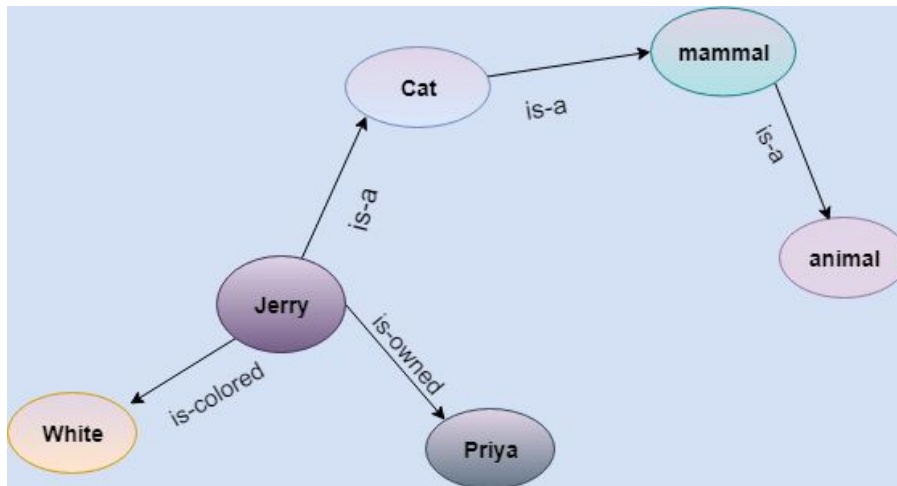 mammal
Cat
is-a
is-a
is-a
animal
Jerry
is-owned
is-colored
White
Priya